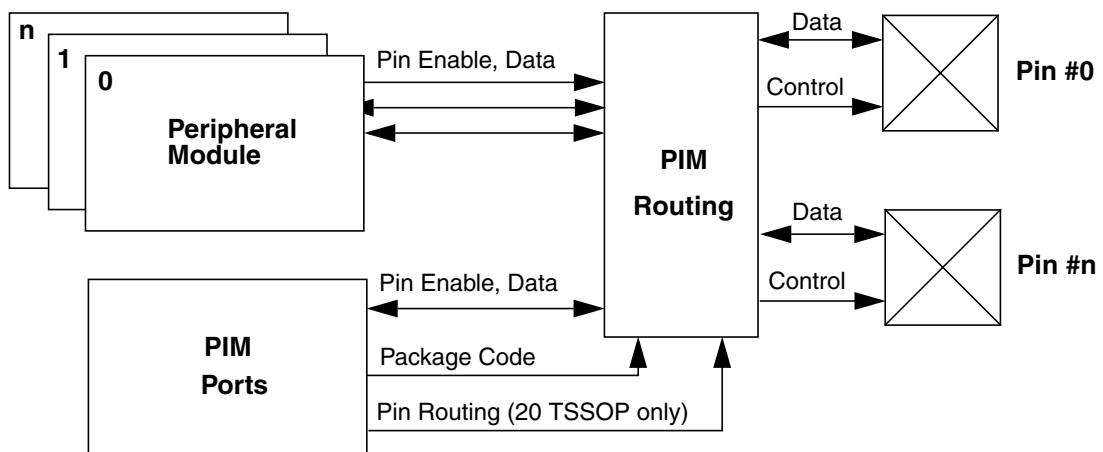 n
1
0
Peripheral
Module
Pin Enable, Data
PIM
Routing
Data
Control
Pin #0
Data
Control
Pin #n
PIM
Ports
Pin Enable, Data
Package Code
Pin Routing (20 TSSOP only)